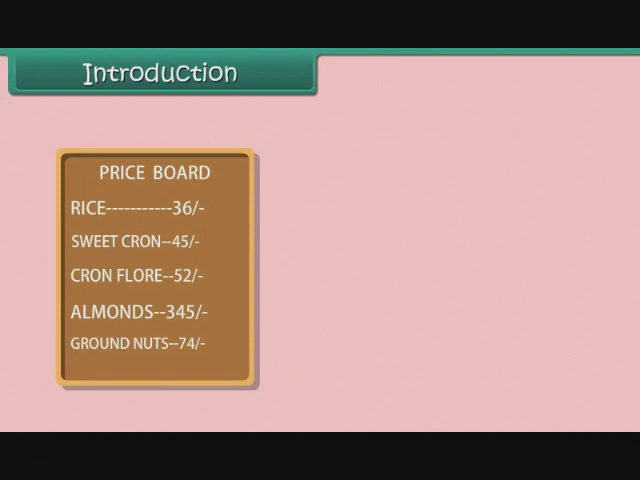 Introduction
PRICE BOARD
RICE-----------36/-
SWEET CRON--45/-
CRON FLORE--52/-
ALMONDS--345/-
GROUND NUTS--74/-